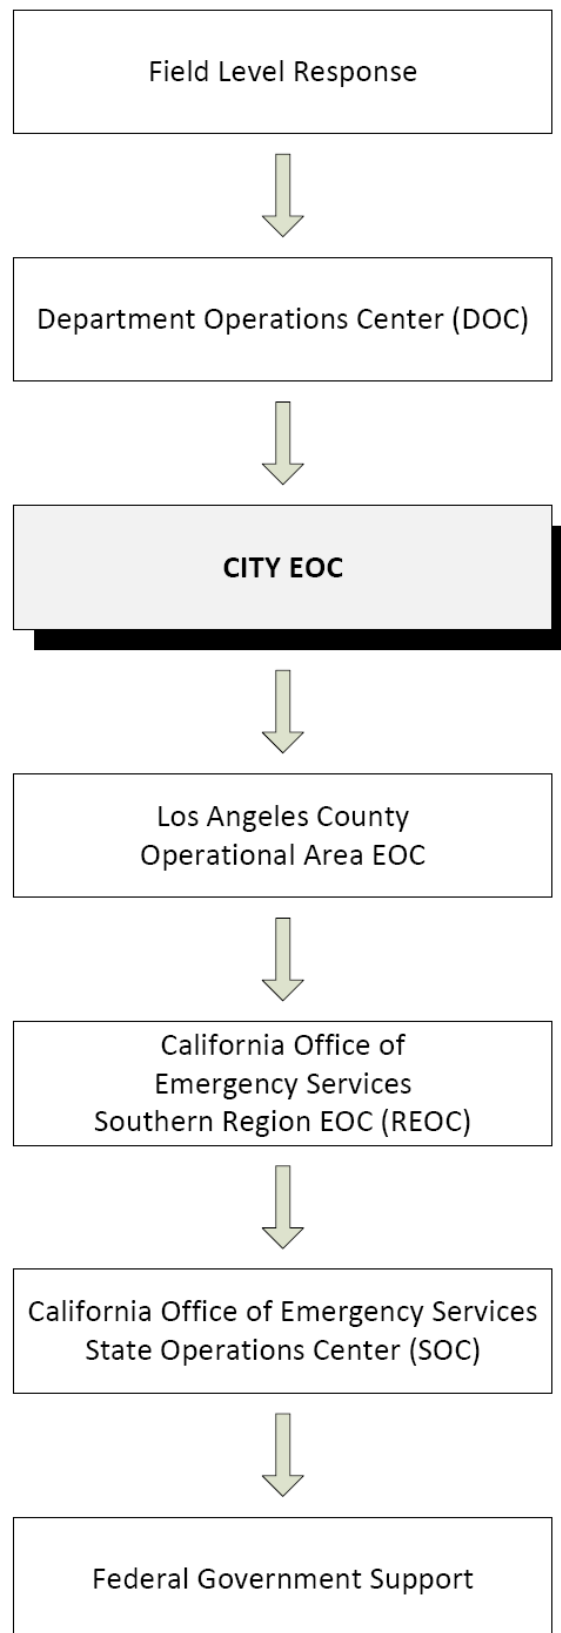 Field Level Response
Department Operations Center (DOC)
CITY EOC
Los Angeles County
Operational Area EOC
California Office of
Emergency Services
Southern Region EOC (REOC)
California Office of Emergency Services
State Operations Center (SOC)
Federal Government Support